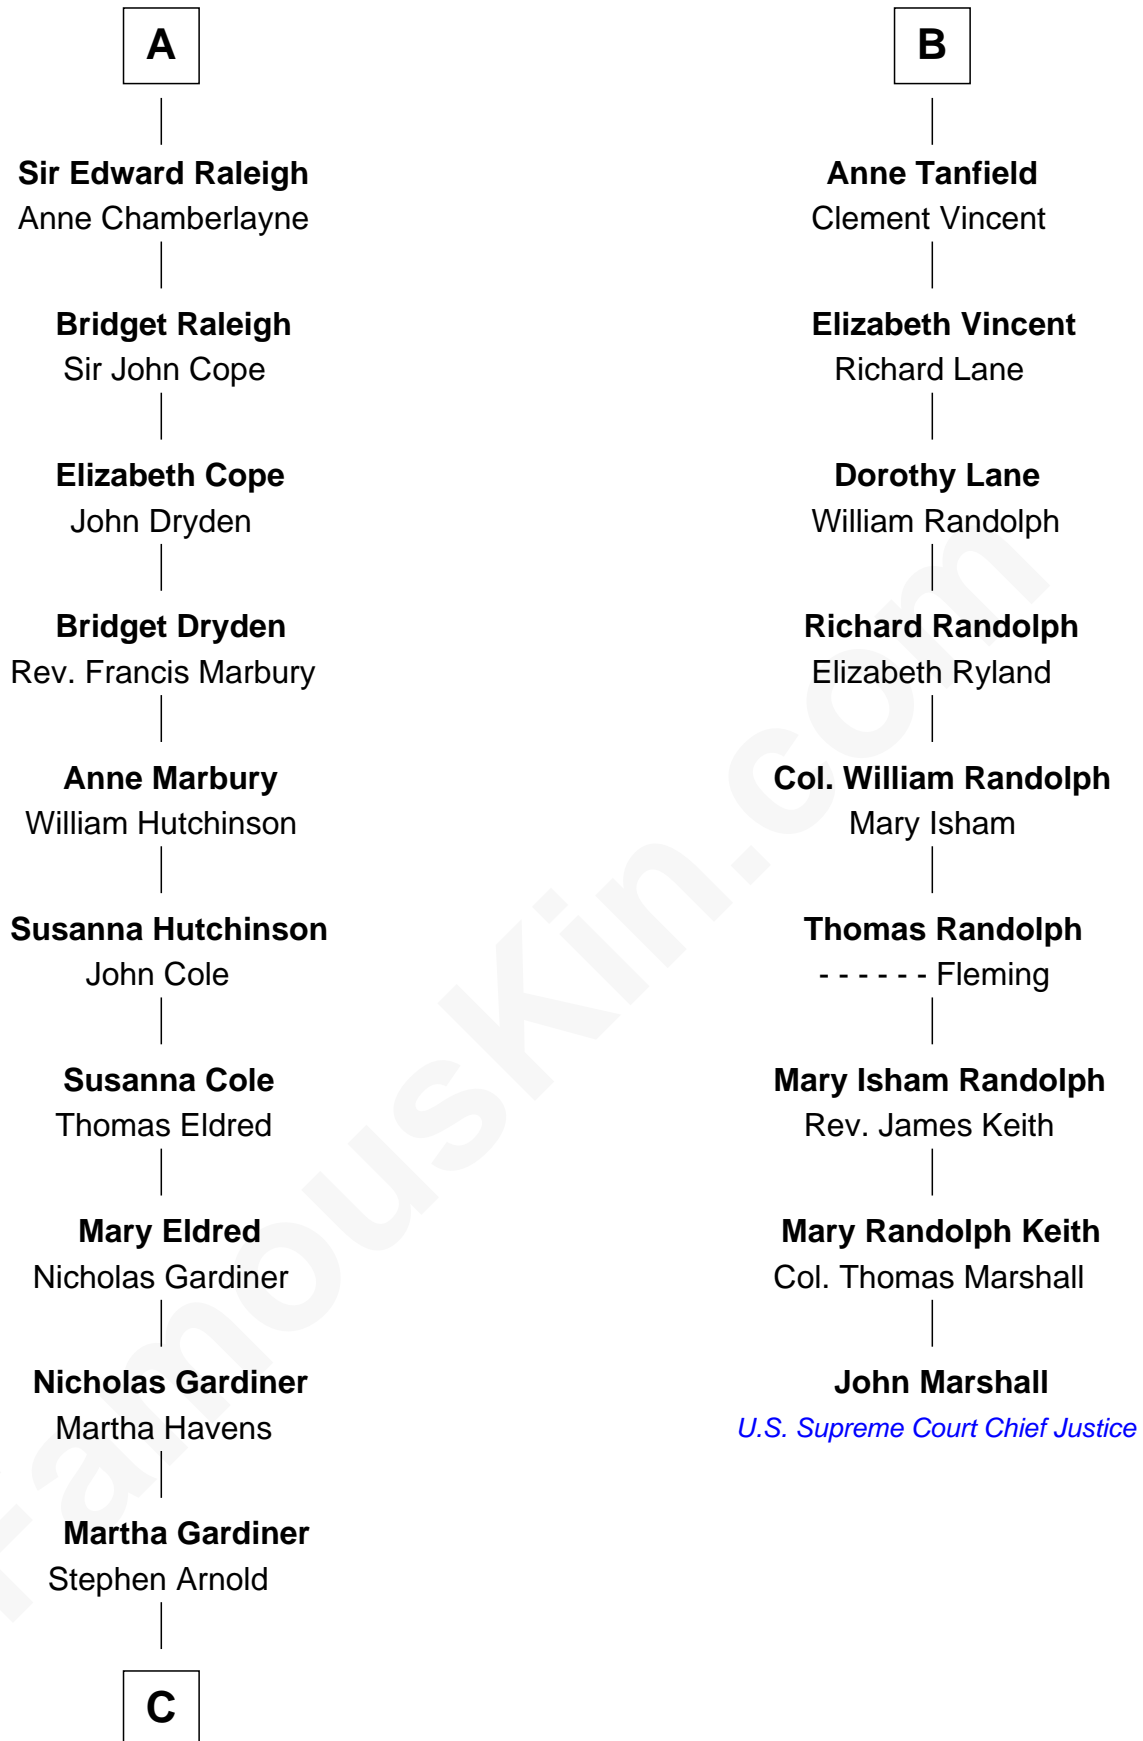 A
Sir Edward Raleigh
Anne Chamberlayne
Bridget Raleigh
Sir John Cope
Elizabeth Cope
John Dryden
Bridget Dryden
Rev. Francis Marbury
Anne Marbury
William Hutchinson
Susanna Hutchinson
John Cole
Susanna Cole
Thomas Eldred
Mary Eldred
Nicholas Gardiner
Nicholas Gardiner
Martha Havens
Martha Gardiner
Stephen Arnold
C
B
Anne Tanfield
Clement Vincent
Elizabeth Vincent
Richard Lane
Dorothy Lane
William Randolph
Richard Randolph
Elizabeth Ryland
Col. William Randolph
Mary Isham
Thomas Randolph
- - - - - - Fleming
Mary Isham Randolph
Rev. James Keith
Mary Randolph Keith
Col. Thomas Marshall
John Marshall
U.S. Supreme Court Chief Justice
FamousKin.com